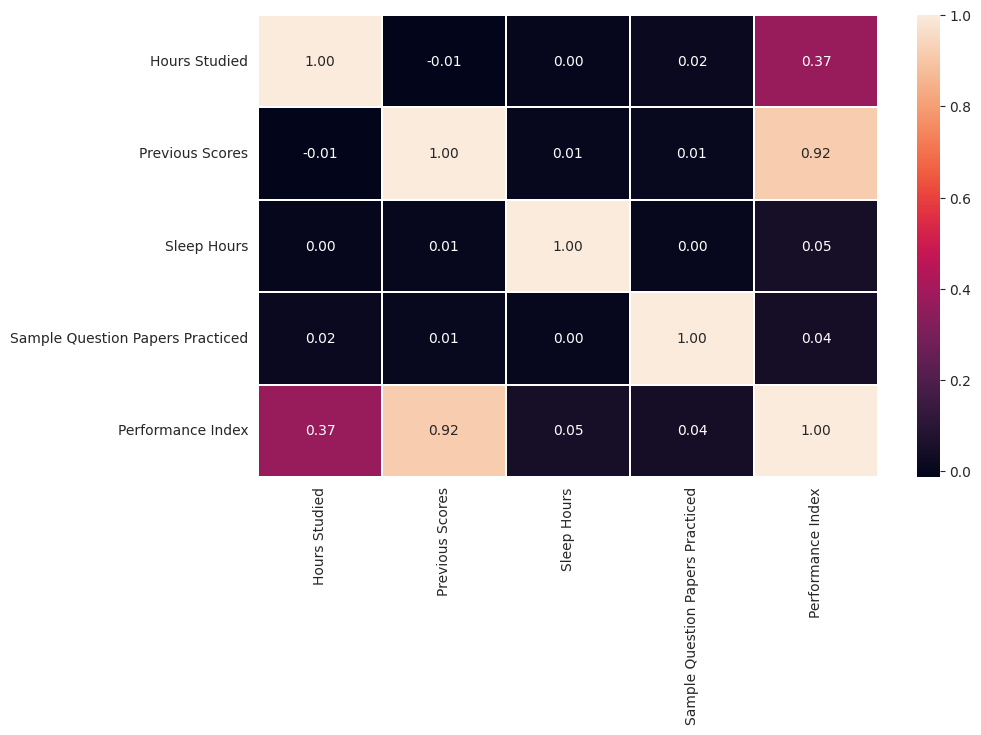 Hours Studied 1.00 -0.01 0.00 0.02 0.37
Previous Scores -0.01 1.00 0.01 0.01 0.92
Sleep Hours 0.00 0.01 1.00 0.00 0.05
Sample Question Papers Practiced 0.02 0.01 0.00 1.00 0.04
Performance Index 0.37 0.92 0.05 0.04 1.00
Hours Studied
Previous Scores
Sleep Hours
Sample Question Papers Practiced
Performance Index
1.0
0.8
0.6
0.4
0.2
0.0